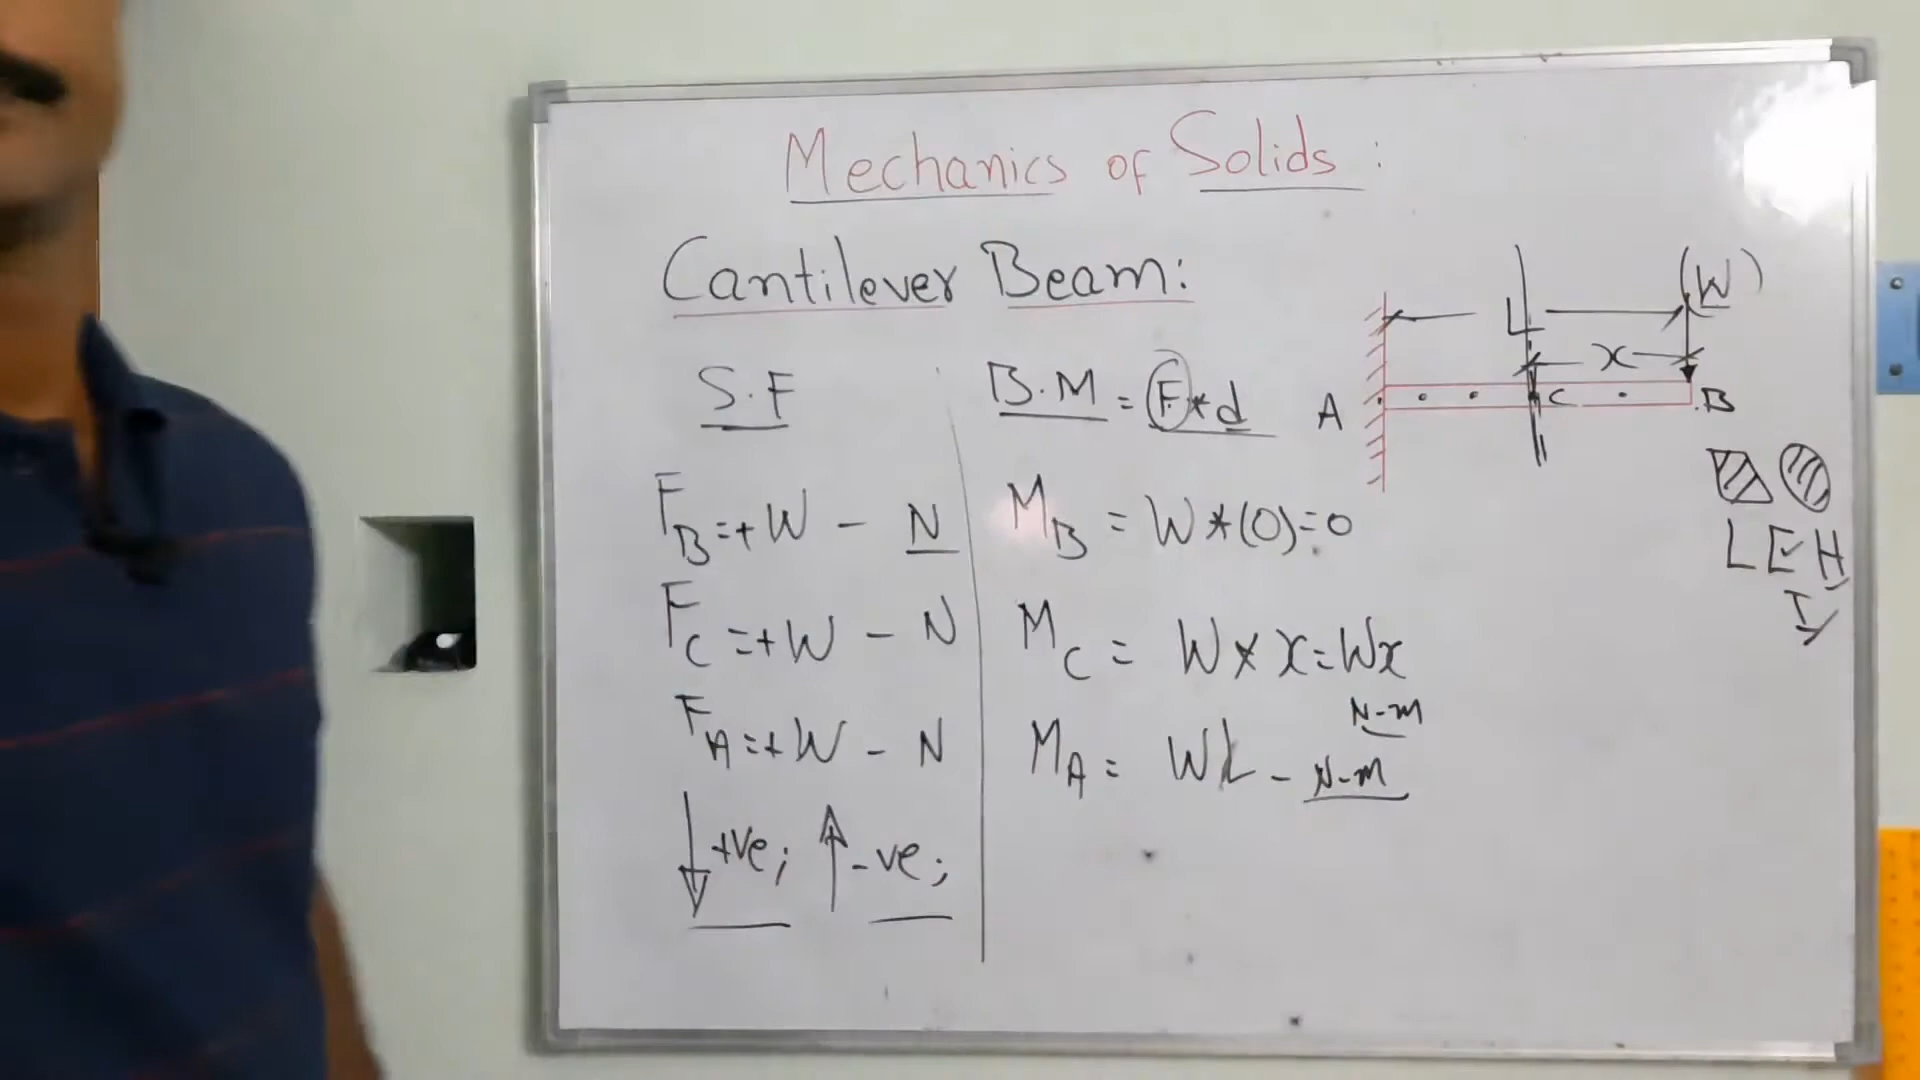 Mechanics of Solids :
Cantilever Beam:
S.F
F_B=+W - N
F_C=+W - N
F_A=+W - N
↓+ve; ↑-ve;
B.M = F*d
M_B = W*(0)=0
M_C = W*x=Wx
N-m
M_A = WL - N-m
(W)
L
x
A C B
L E H
I